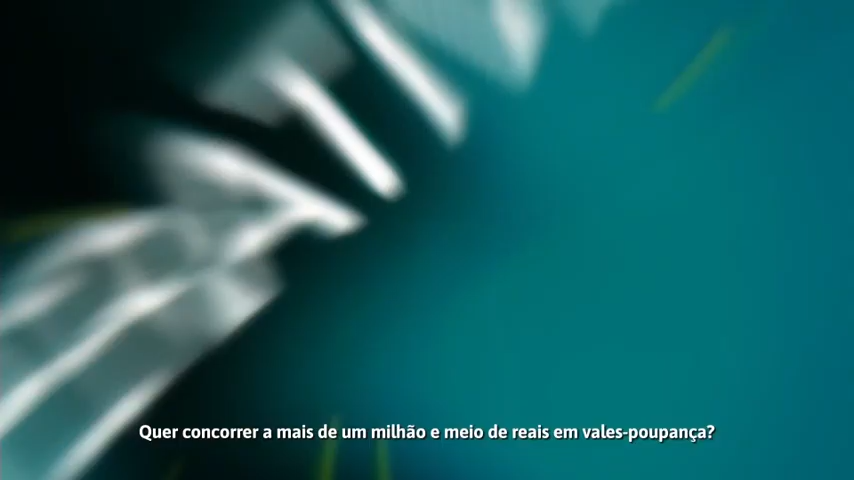 Quer concorrer a mais de um milhão e meio de reais em vales-poupança?